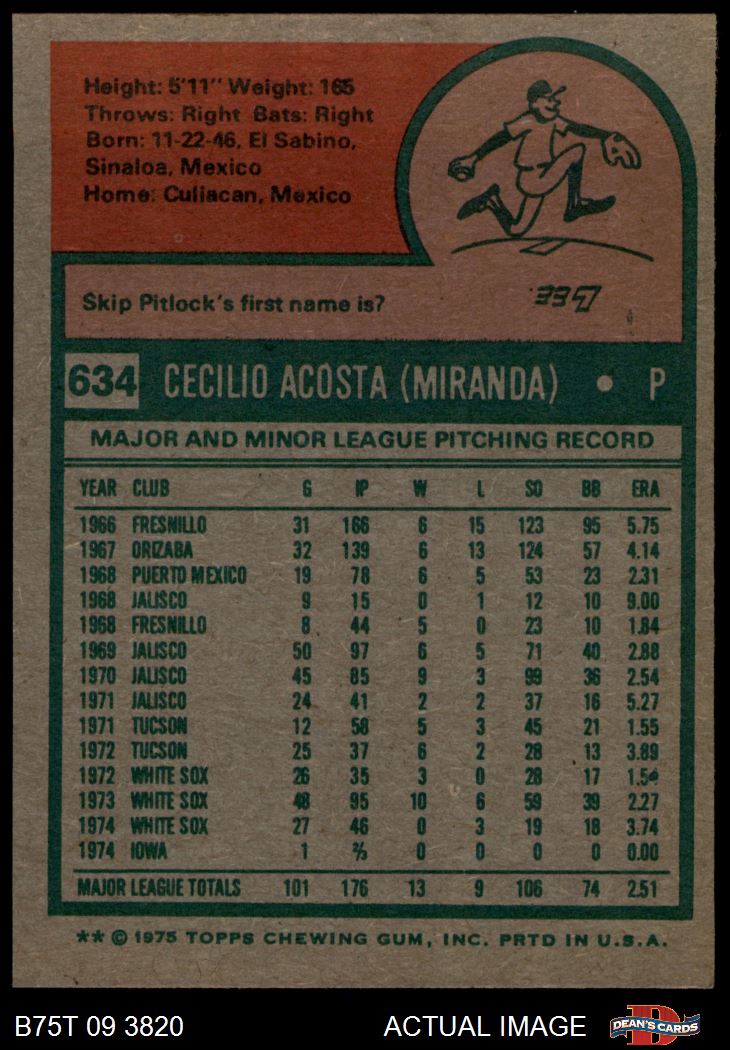 Height: 5'11" Weight: 165
Throws: Right Bats: Right
Born: 11-22-46, El Sabino,
Sinaloa, Mexico
Home: Culiacan, Mexico
Skip Pitlock's first name is?
634 CECILIO ACOSTA (MIRANDA) • P
MAJOR AND MINOR LEAGUE PITCHING RECORD
YEAR CLUB G IP W L SO BB ERA
1966 FRESNILLO 31 166 6 15 123 95 5.75
1967 ORIZABA 32 139 6 13 124 57 4.14
1968 PUERTO MEXICO 19 78 6 5 53 23 2.31
1968 JALISCO 9 15 0 1 12 10 9.00
1968 FRESNILLO 8 44 5 0 23 10 1.84
1969 JALISCO 50 97 6 5 71 40 2.88
1970 JALISCO 45 85 9 3 99 36 2.54
1971 JALISCO 24 41 2 2 37 16 5.27
1971 TUCSON 12 58 5 3 45 21 1.55
1972 TUCSON 25 37 6 2 28 13 3.89
1972 WHITE SOX 26 35 3 0 28 17
1973 WHITE SOX 48 95 10 6 59 39 2.27
1974 WHITE SOX 27 46 0 3 19 18 3.74
1974 IOWA 1 ⅔ 0 0 0 0 0.00
MAJOR LEAGUE TOTALS 101 176 13 9 106 74 2.51
** © 1975 TOPPS CHEWING GUM, INC. PRTD IN U.S.A.
B75T 09 3820 ACTUAL IMAGE DEAN'S CARDS